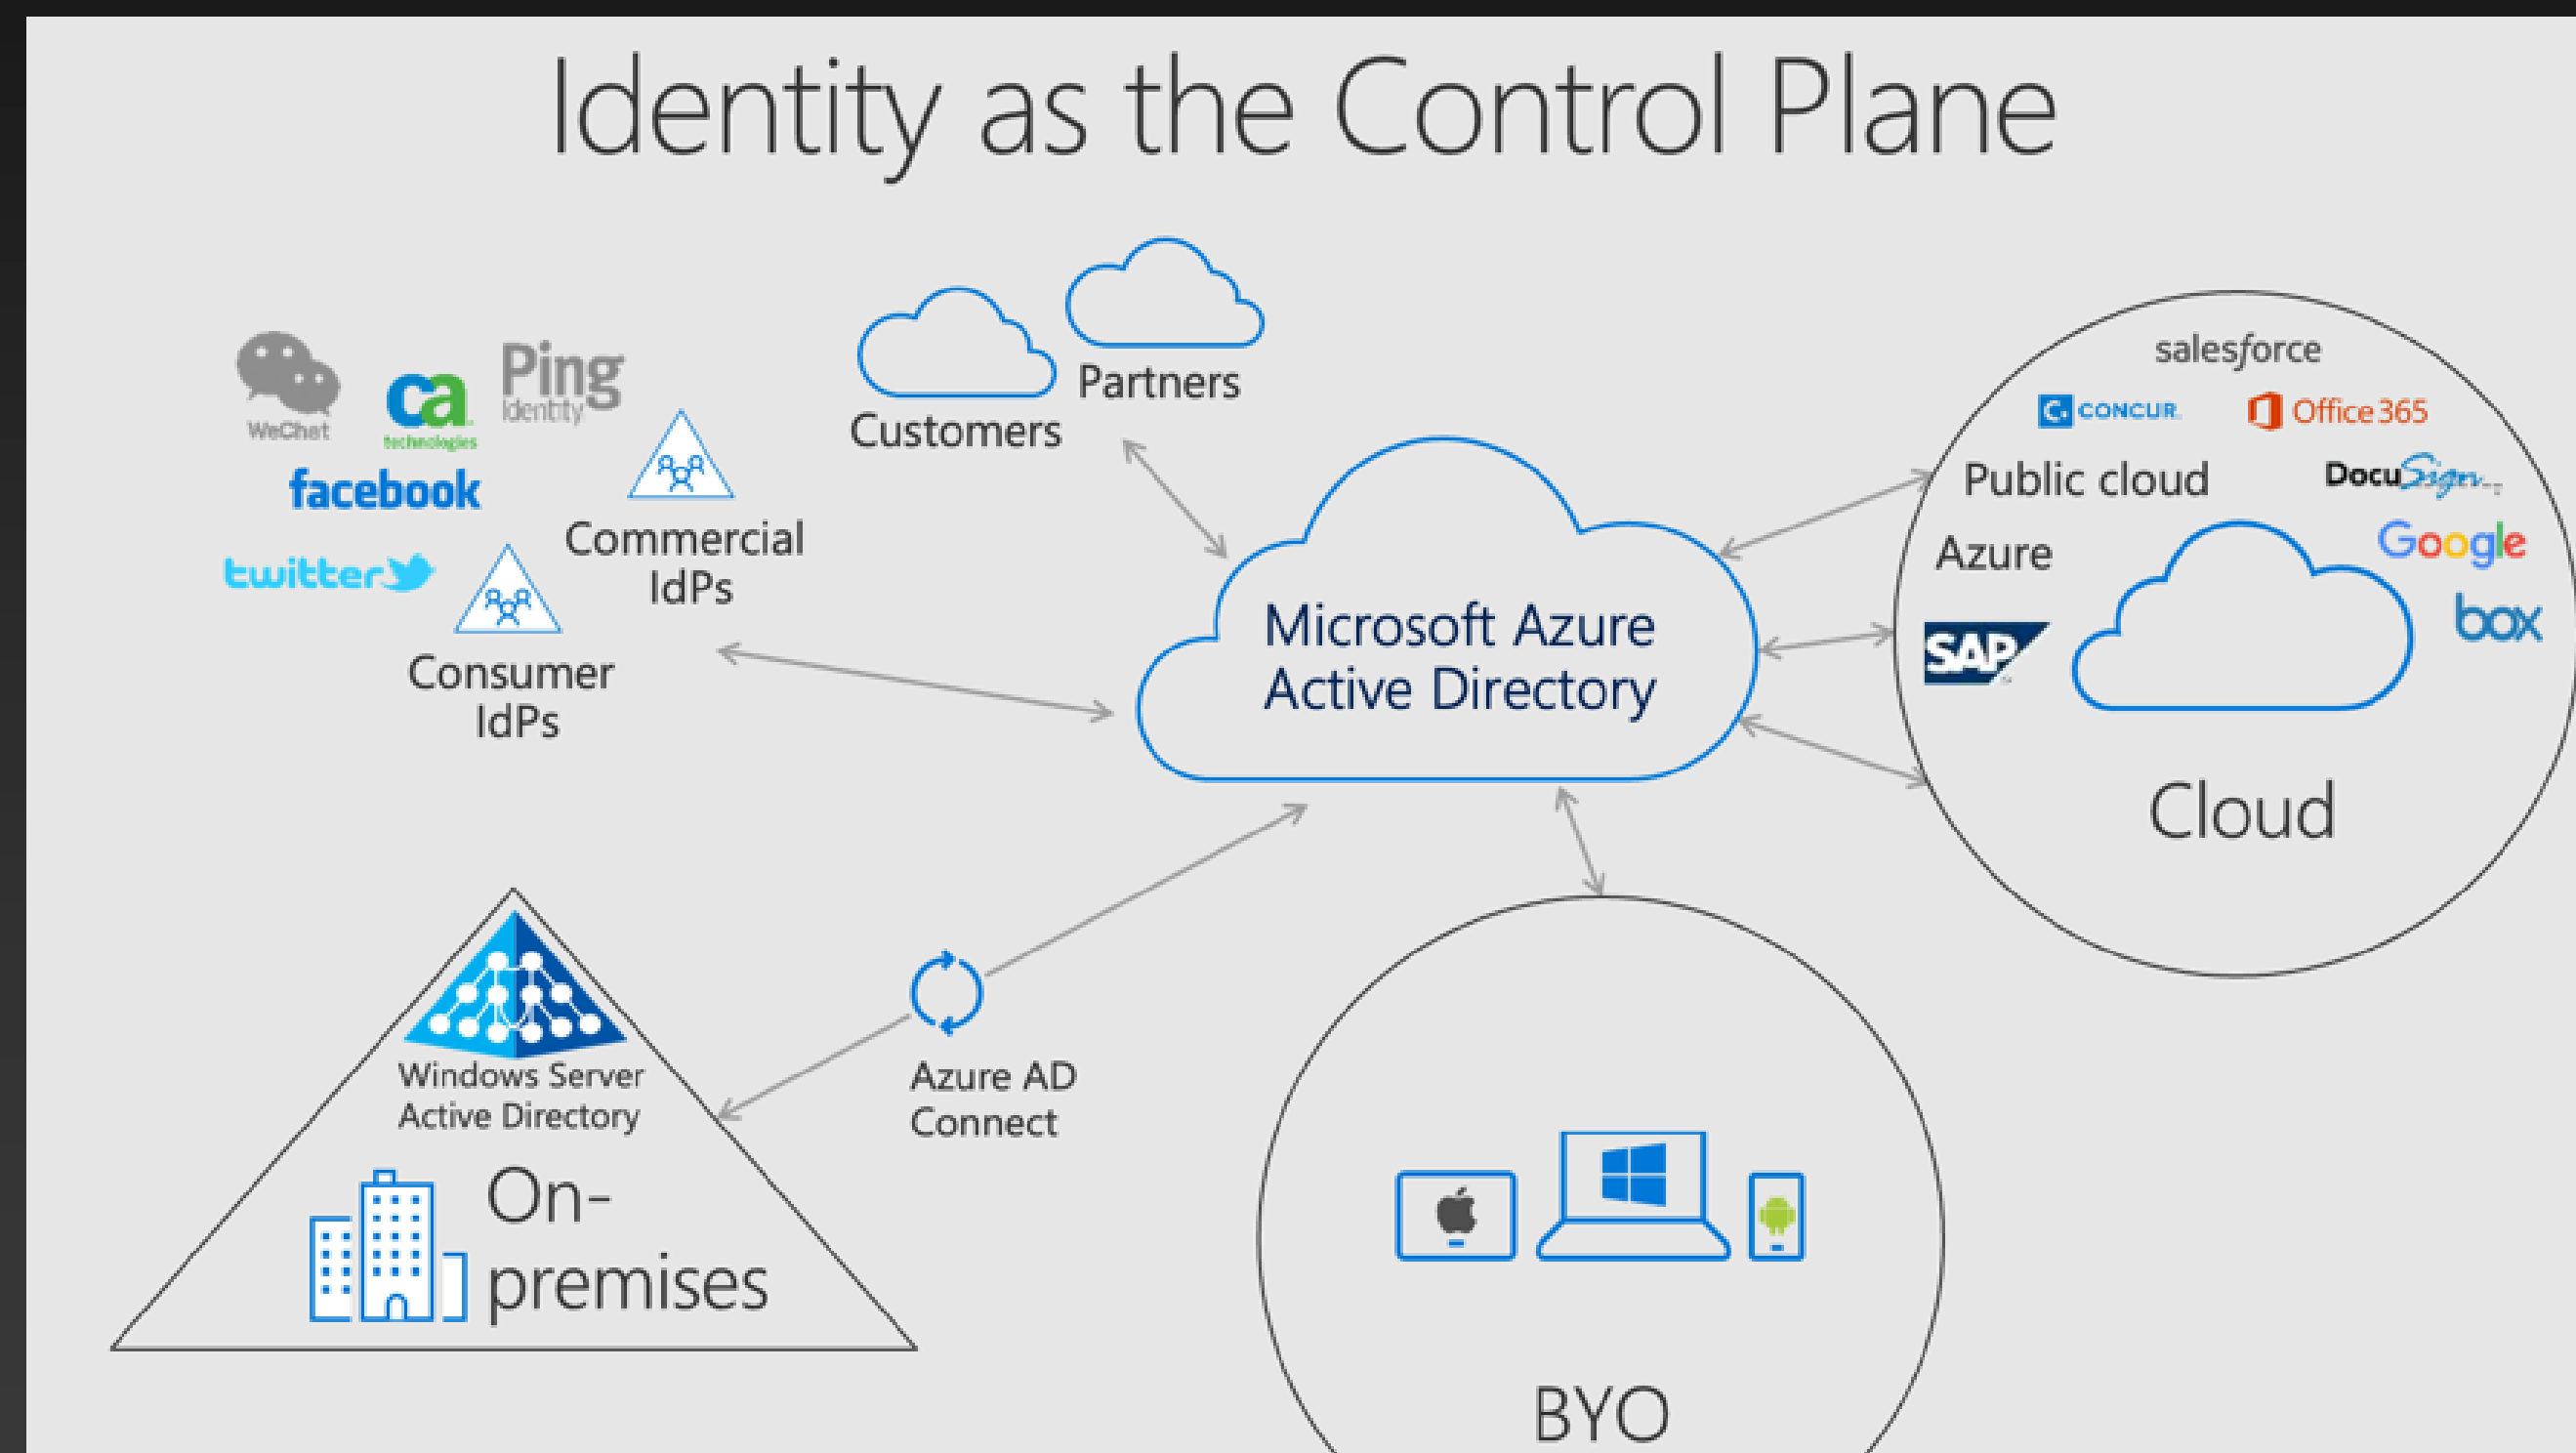 Identity as the Control Plane
Partners
Customers
WeChat
ca
technologies
Ping
Identity
facebook
Commercial
IdPs
twitter
Consumer
IdPs
Microsoft Azure
Active Directory
salesforce
CONCUR
Office 365
Public cloud
DocuSign
Azure
Google
SAP
box
Cloud
Windows Server
Active Directory
On-
premises
Azure AD
Connect
BYO